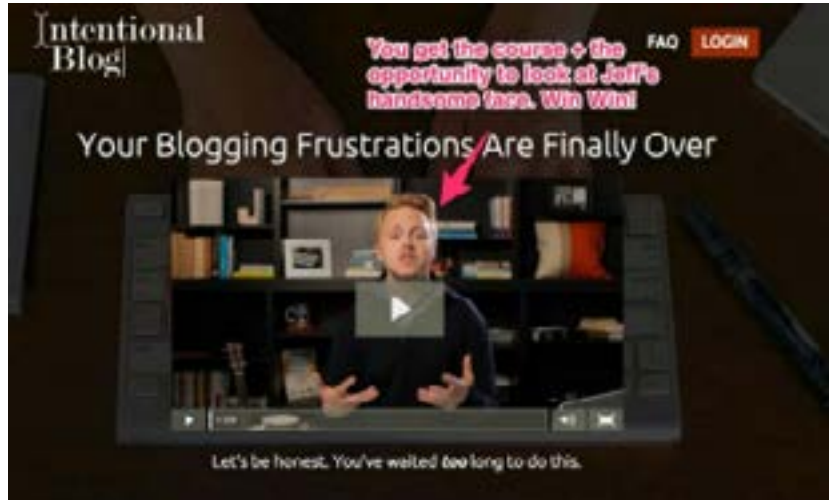 Intentional
Blog
You get the course + the
opportunity to look at Jeff's
handsome face. Win Win!
FAQ
LOGIN
Your Blogging Frustrations Are Finally Over
Let's be honest. You've waited too long to do this.